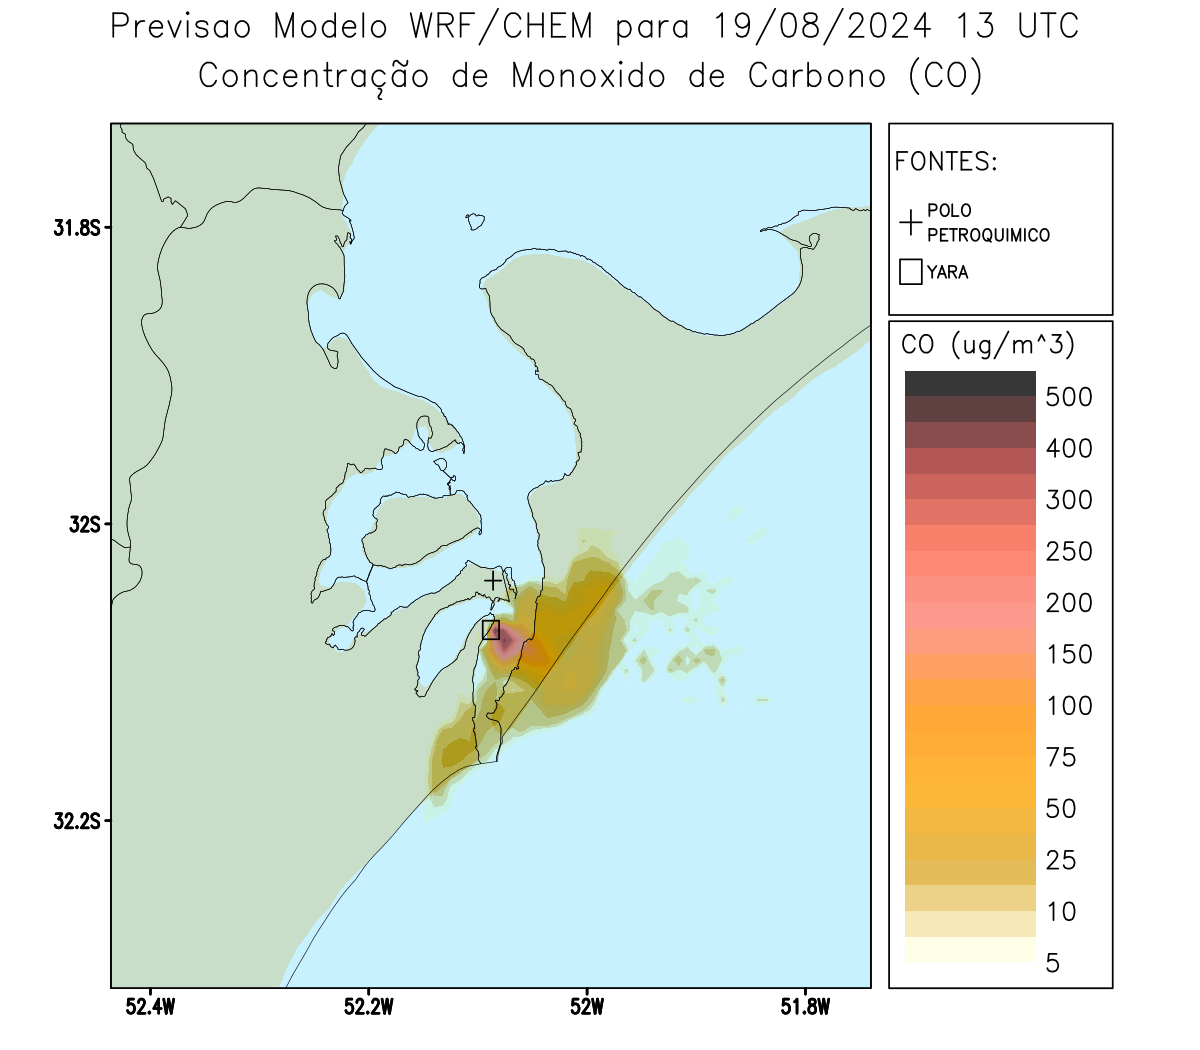 Previsao Modelo WRF/CHEM para 19/08/2024 13 UTC
Concentração de Monoxido de Carbono (CO)
FONTES:
POLO
PETROQUIMICO
YARA
CO (ug/m^3)
500
400
300
250
200
150
100
75
50
25
10
5
31.8S
32S
32.2S
52.4W
52.2W
52W
51.8W